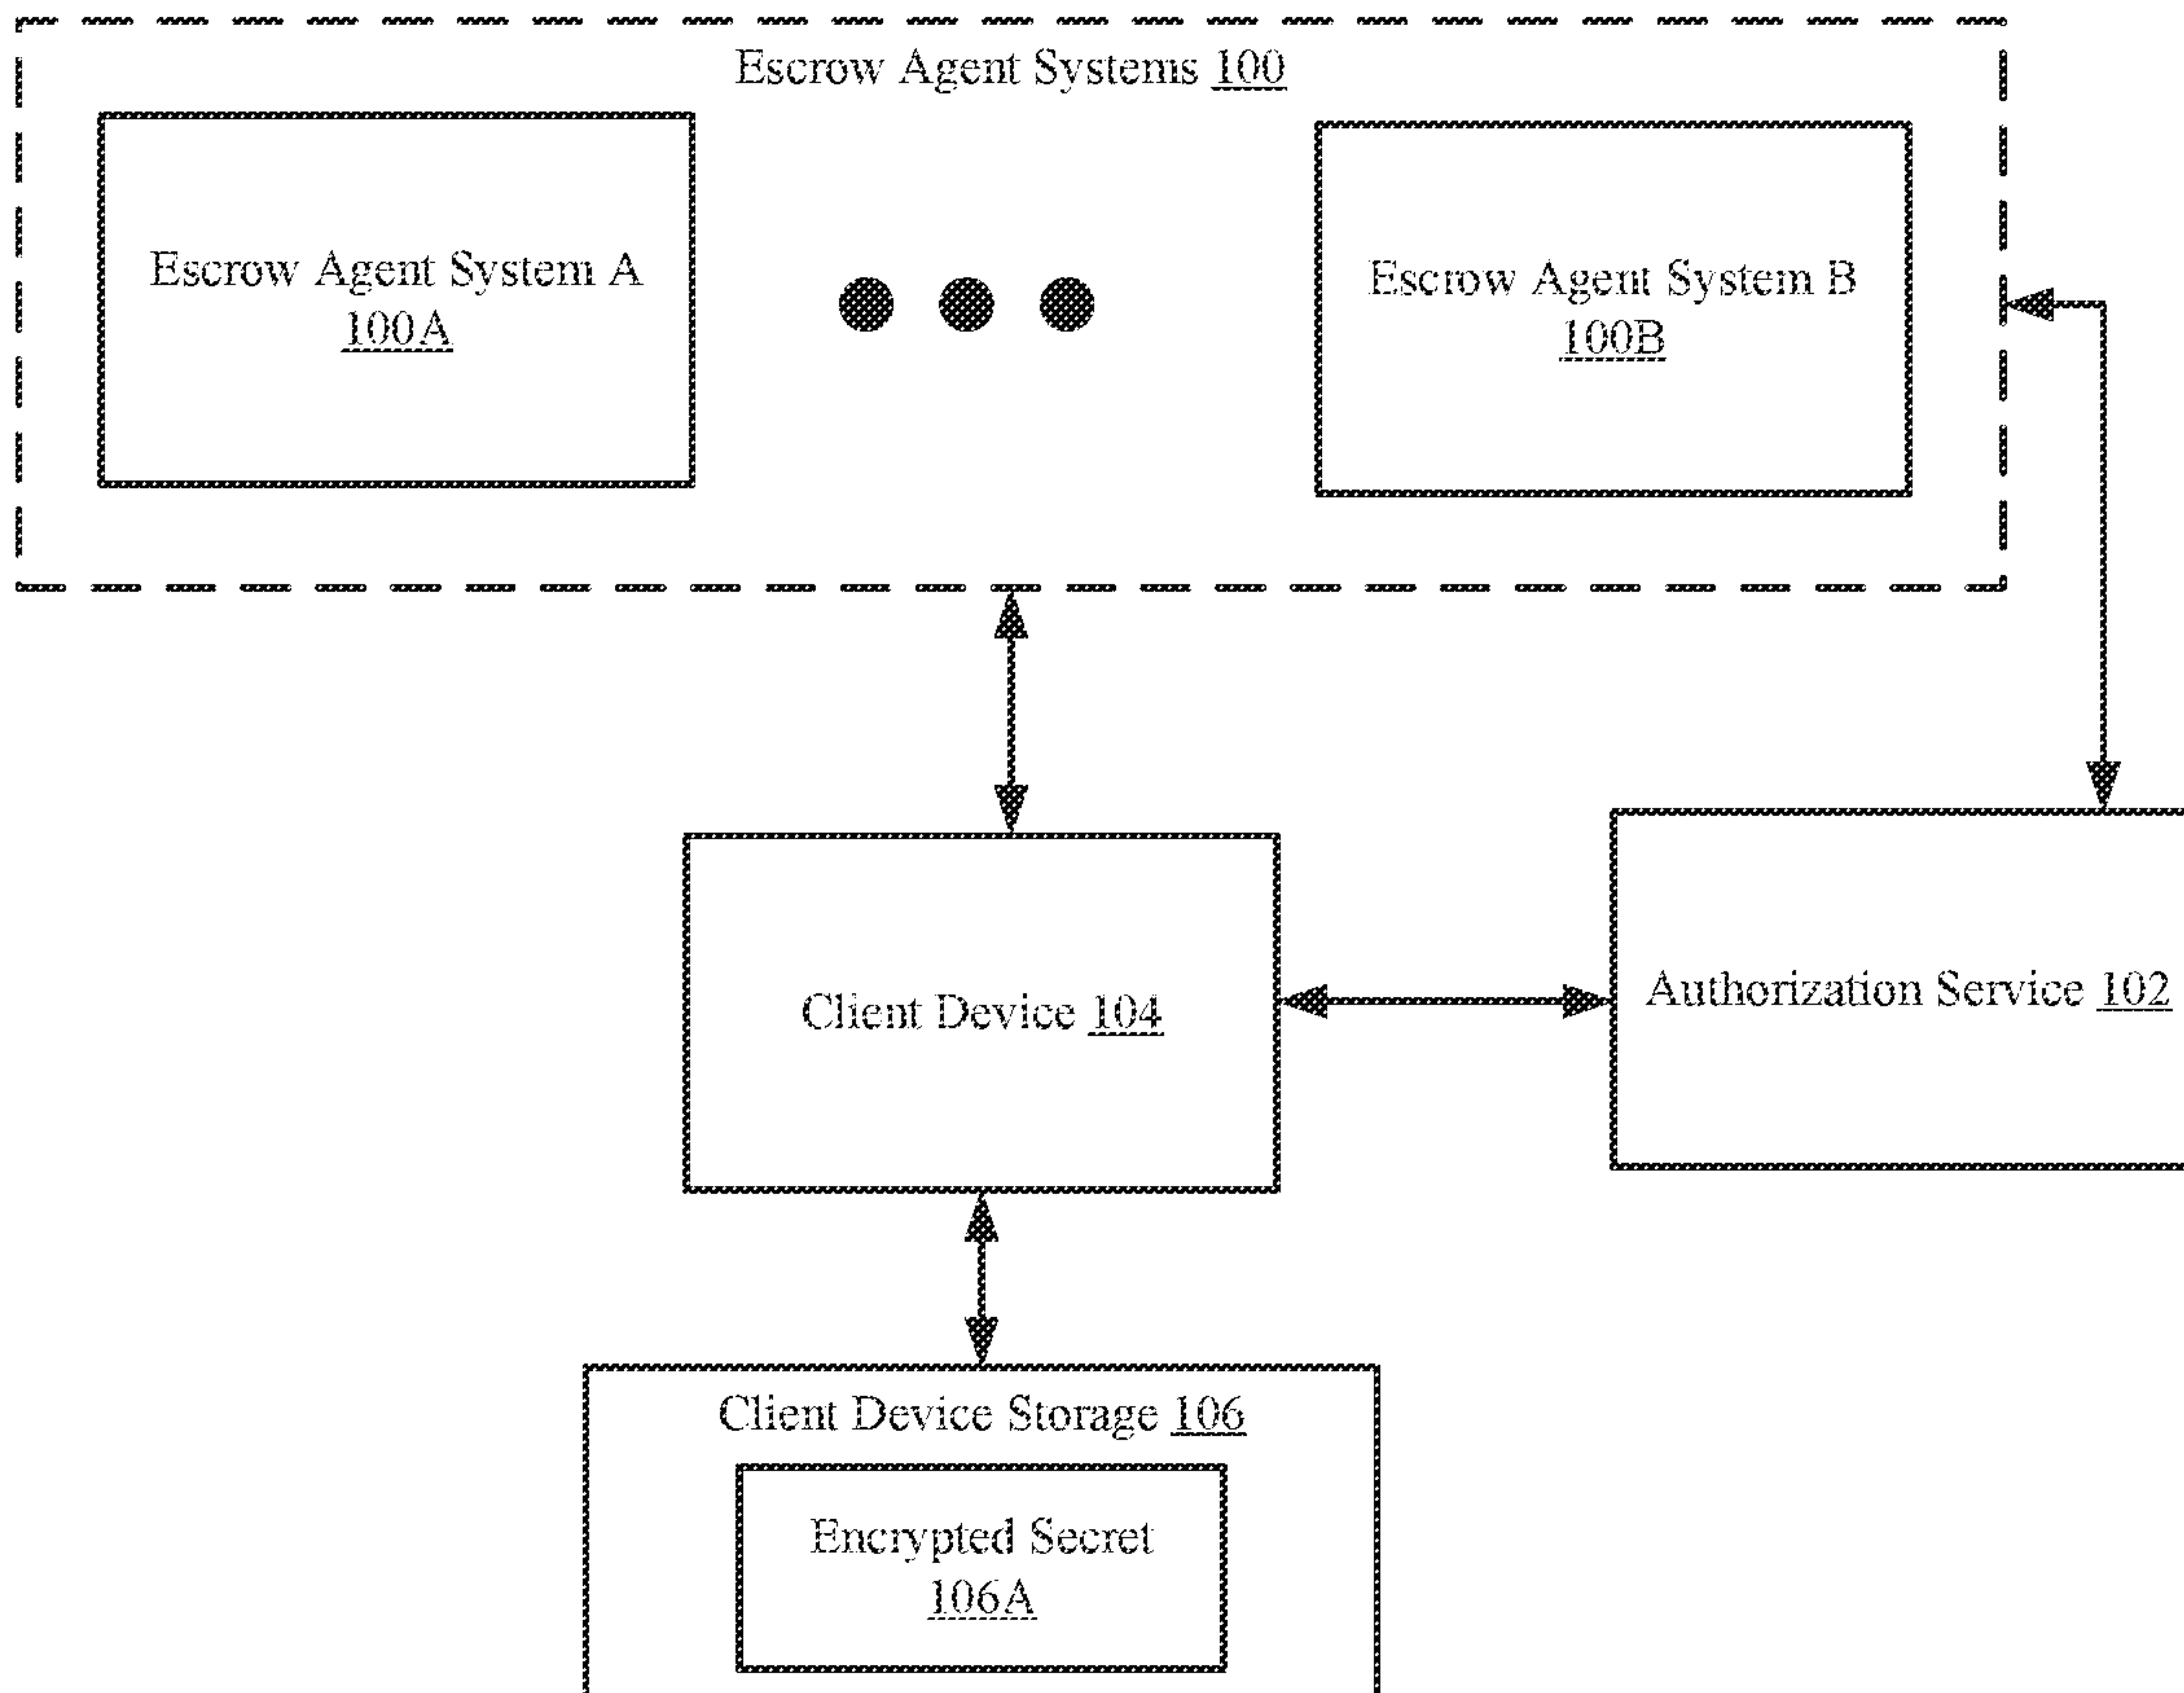 Escrow Agent Systems 100
Escrow Agent System A
100A
Escrow Agent System B
100B
Client Device 104
Authorization Service 102
Client Device Storage 106
Encrypted Secret
106A